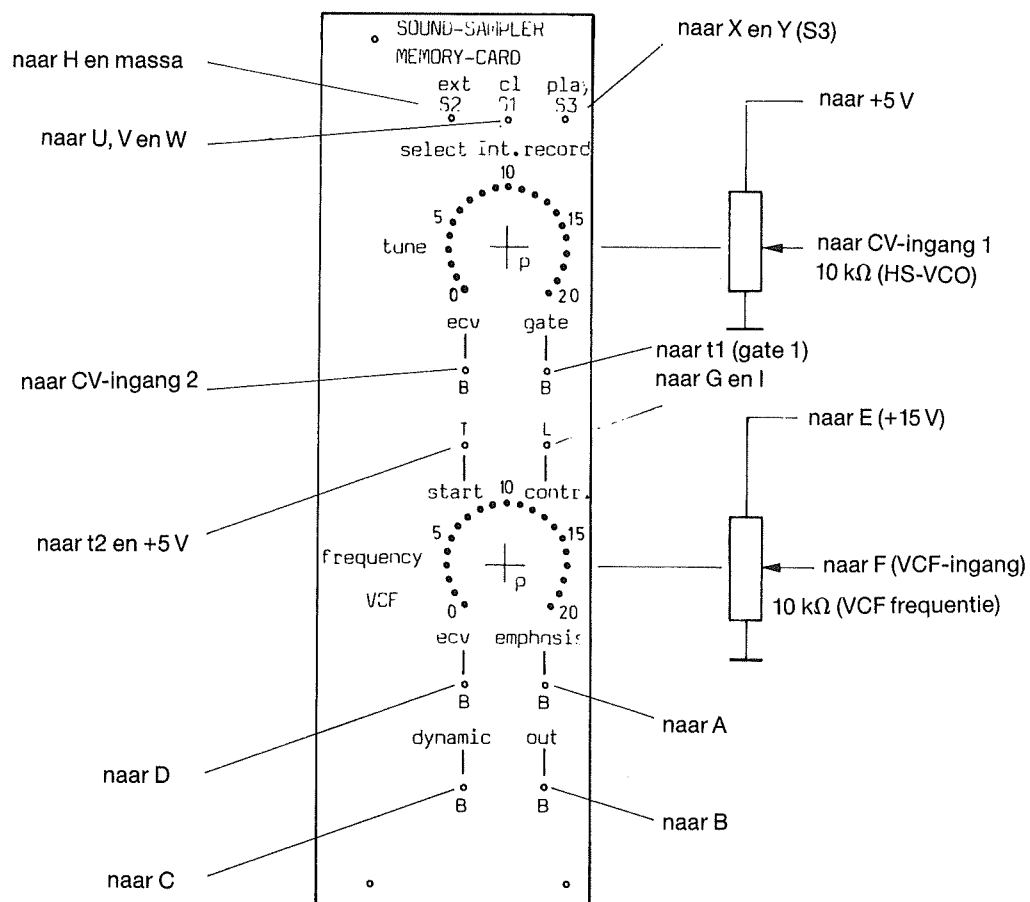 SOUND-SAMPLER
MEMORY-CARD
naar X en Y (S3)
naar H en massa
ext cl play
S2 S1 S3
naar U, V en W
select int. record
naar +5 V
10
5 15
tune
p
0 20
naar CV-ingang 1
10 kΩ (HS-VCO)
ecv gate
naar t1 (gate 1)
naar G en I
naar CV-ingang 2
B B
T L
naar E (+15 V)
start contr.
10
5 15
naar t2 en +5 V
frequency
VCF
p
0 20
naar F (VCF-ingang)
10 kΩ (VCF frequentie)
ecv emphasis
B B
naar A
dynamic out
naar D
B B
naar B
naar C